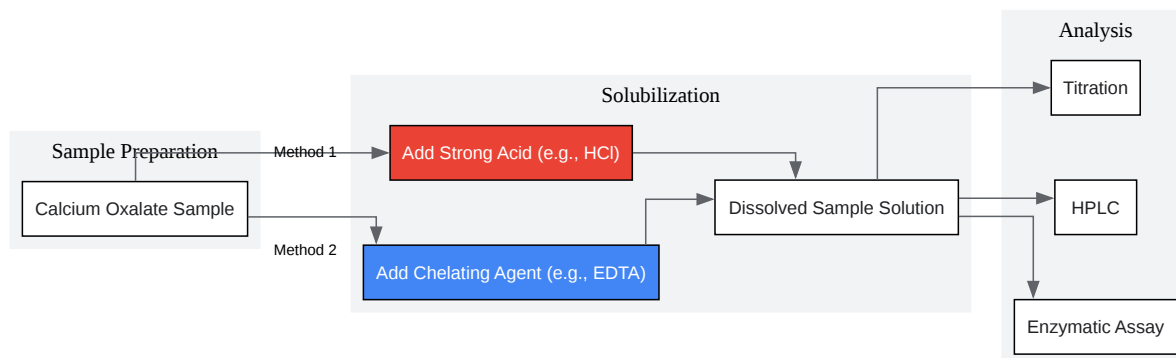 Sample Preparation
Calcium Oxalate Sample
Method 1
Method 2
Solubilization
Add Strong Acid (e.g., HCl)
Add Chelating Agent (e.g., EDTA)
Dissolved Sample Solution
Analysis
Titration
HPLC
Enzymatic Assay